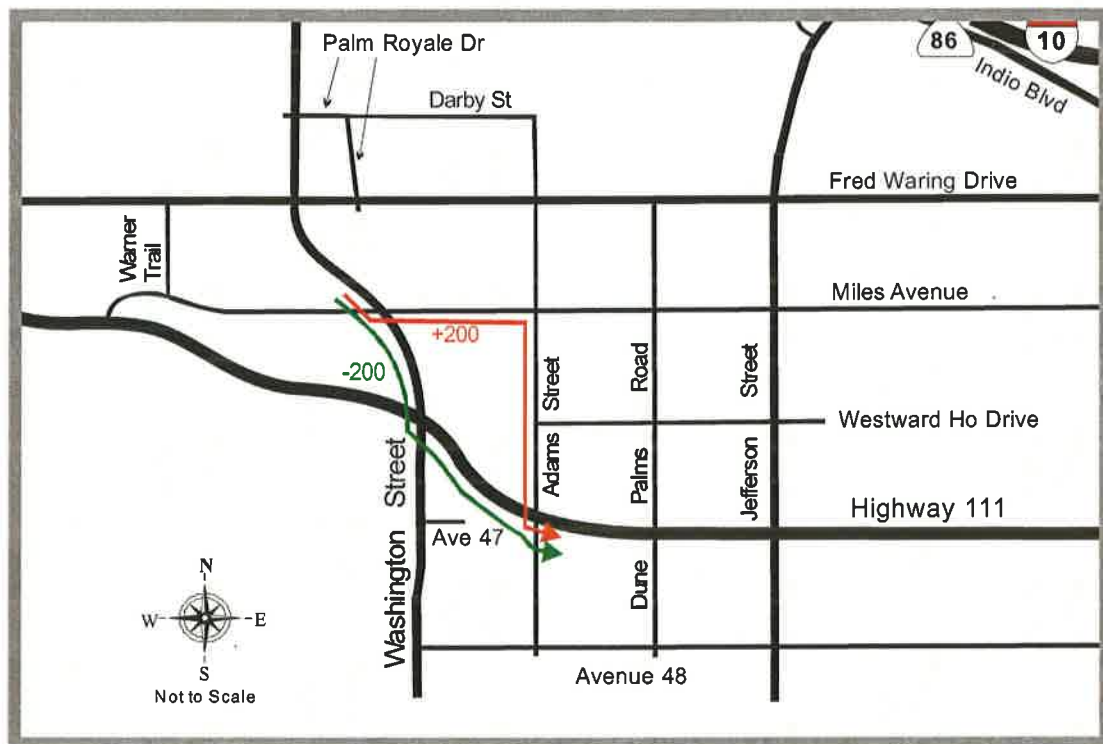 Palm Royale Dr
86
10
Indio Blvd
Darby St
Fred Waring Drive
Warner
Trail
Miles Avenue
+200
-200
Adams Street
Dune Palms Road
Jefferson Street
Westward Ho Drive
Washington Street
Highway 111
Ave 47
N
W
E
S
Not to Scale
Avenue 48